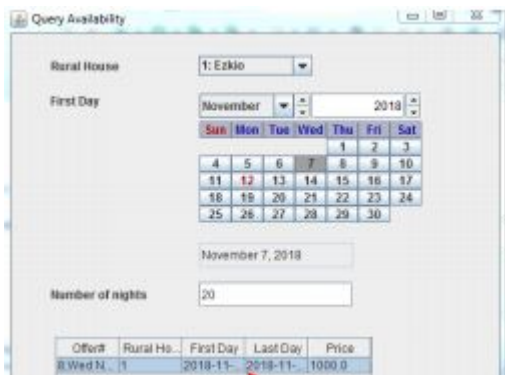 Query Availability
Rural House
1: Ezkio
First Day
November
2018
Sun Mon Tue Wed Thu Fri Sat
1 2 3
4 5 6 7 8 9 10
11 12 13 14 15 16 17
18 19 20 21 22 23 24
25 26 27 28 29 30
November 7, 2018
Number of nights
20
Offer# Rural Ho... First Day Last Day Price
8:Wed N... 1 2018-11-... 2018-11-... 1000.0